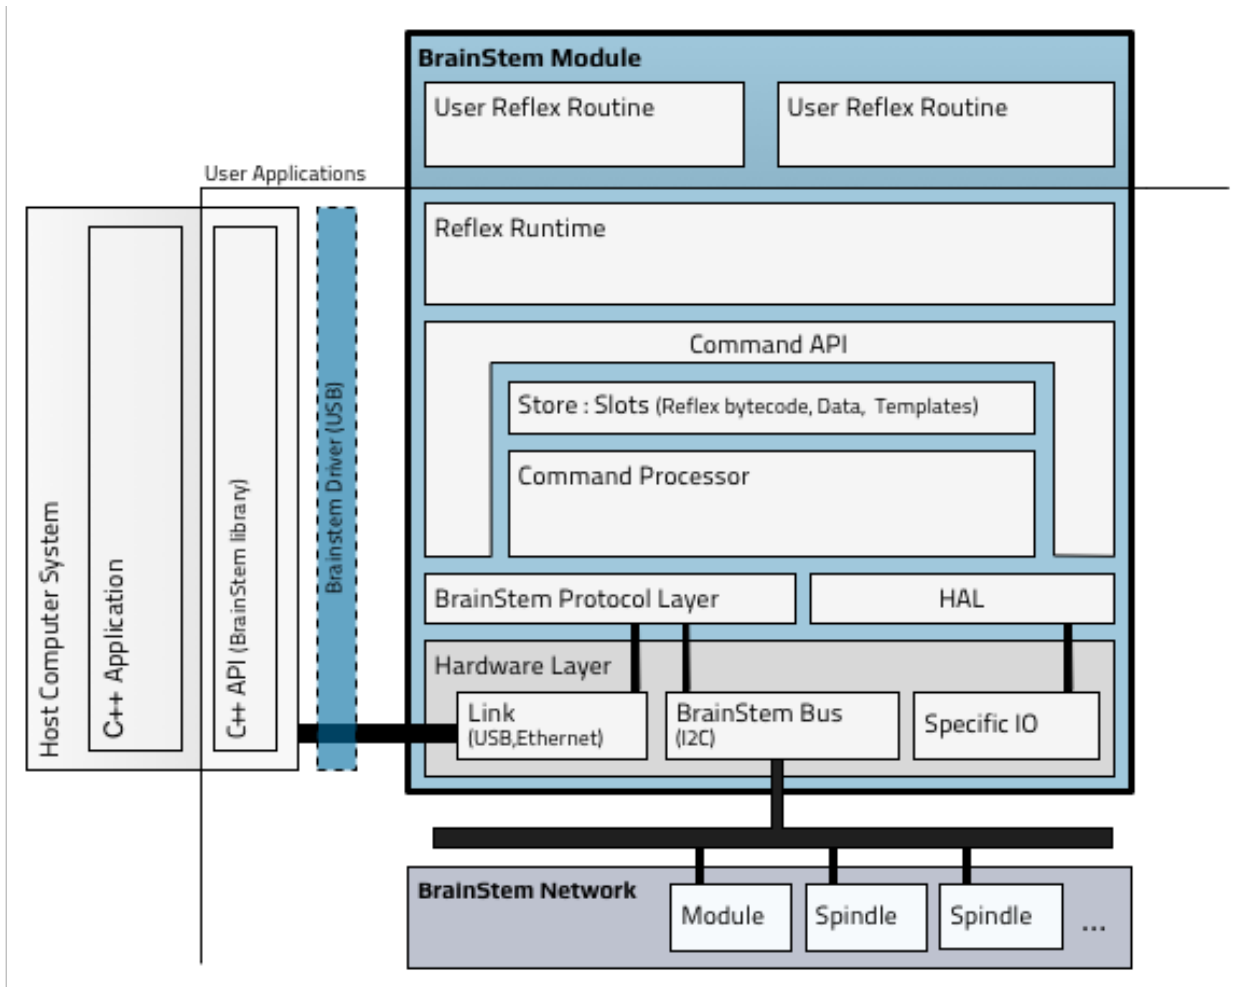 BrainStem Module
User Reflex Routine
User Reflex Routine
User Applications
Reflex Runtime
Command API
Store : Slots (Reflex bytecode, Data, Templates)
Command Processor
BrainStem Protocol Layer
HAL
Hardware Layer
Link
(USB,Ethernet)
BrainStem Bus
(I2C)
Specific IO
Host Computer System
C++ Application
C++ API (BrainStem library)
Brainstem Driver (USB)
BrainStem Network
Module
Spindle
Spindle
...